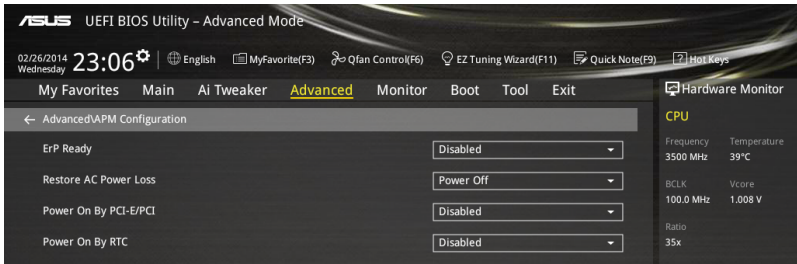 ASUS UEFI BIOS Utility – Advanced Mode
02/26/2014
Wednesday
23:06 English MyFavorite(F3) Qfan Control(F6) EZ Tuning Wizard(F11) Quick Note(F9) ? Hot Keys
My Favorites Main Ai Tweaker Advanced Monitor Boot Tool Exit
Hardware Monitor
← Advanced\APM Configuration
ErP Ready Disabled
Restore AC Power Loss Power Off
Power On By PCI-E/PCI Disabled
Power On By RTC Disabled
CPU
Frequency Temperature
3500 MHz 39°C
BCLK Vcore
100.0 MHz 1.008 V
Ratio
35x